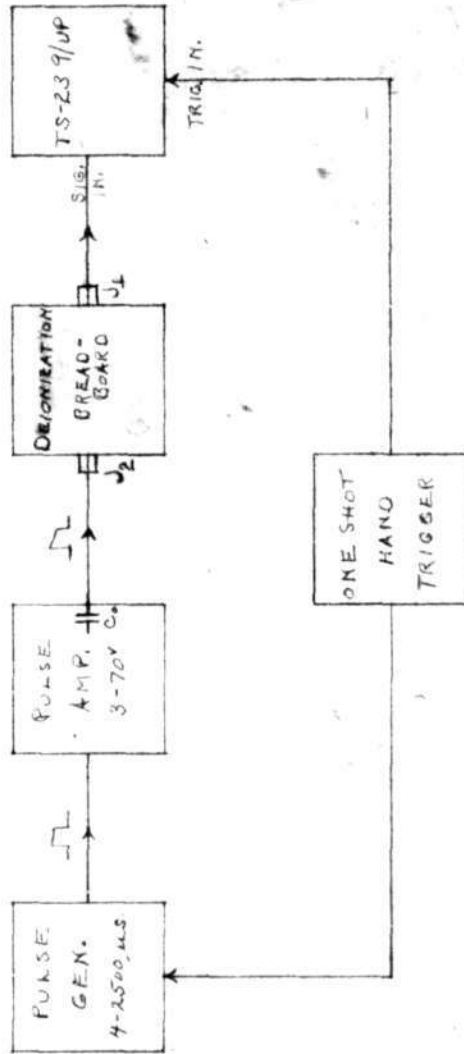 PULSE
GEN.
4-2500 µs
PULSE
AMP.
3-70v
C.
J2
DEIONIZATION
BREAD-
BOARD
J1
SIG.
IN.
TS-239/UP
TRIG IN.
ONE SHOT
HAND
TRIGGER